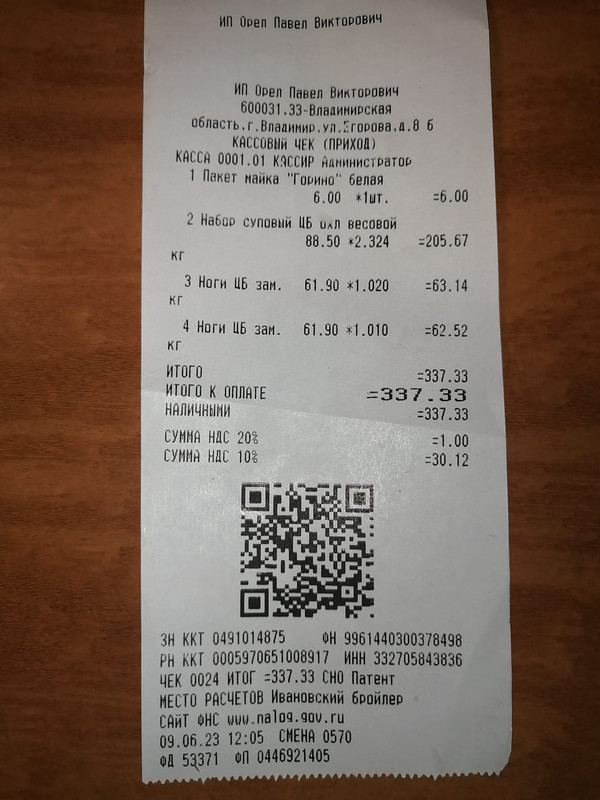 ИП Орел Павел Викторович
ИП Орел Павел Викторович
600031.33-Владимирская
область,г.Владимир,ул.Егорова,д.8 б
КАССОВЫЙ ЧЕК (ПРИХОД)
КАССА 0001.01 КАССИР Администратор
1 Пакет майка "Горино" белая
6.00 *1шт. =6.00
2 Набор суповый ЦБ охл весовой
88.50 *2.324 =205.67
кг
3 Ноги ЦБ зам. 61.90 *1.020 =63.14
кг
4 Ноги ЦБ зам. 61.90 *1.010 =62.52
кг
ИТОГО =337.33
ИТОГО К ОПЛАТЕ =337.33
НАЛИЧНЫМИ =337.33
СУММА НДС 20% =1.00
СУММА НДС 10% =30.12
ЗН ККТ 0491014875 ФН 9961440300378498
РН ККТ 0005970651008917 ИНН 332705843836
ЧЕК 0024 ИТОГ =337.33 СНО Патент
МЕСТО РАСЧЕТОВ Ивановский бройлер
САЙТ ФНС www.nalog.gov.ru
09.06.23 12:05 СМЕНА 0570
ФД 53371 ФП 0446921405